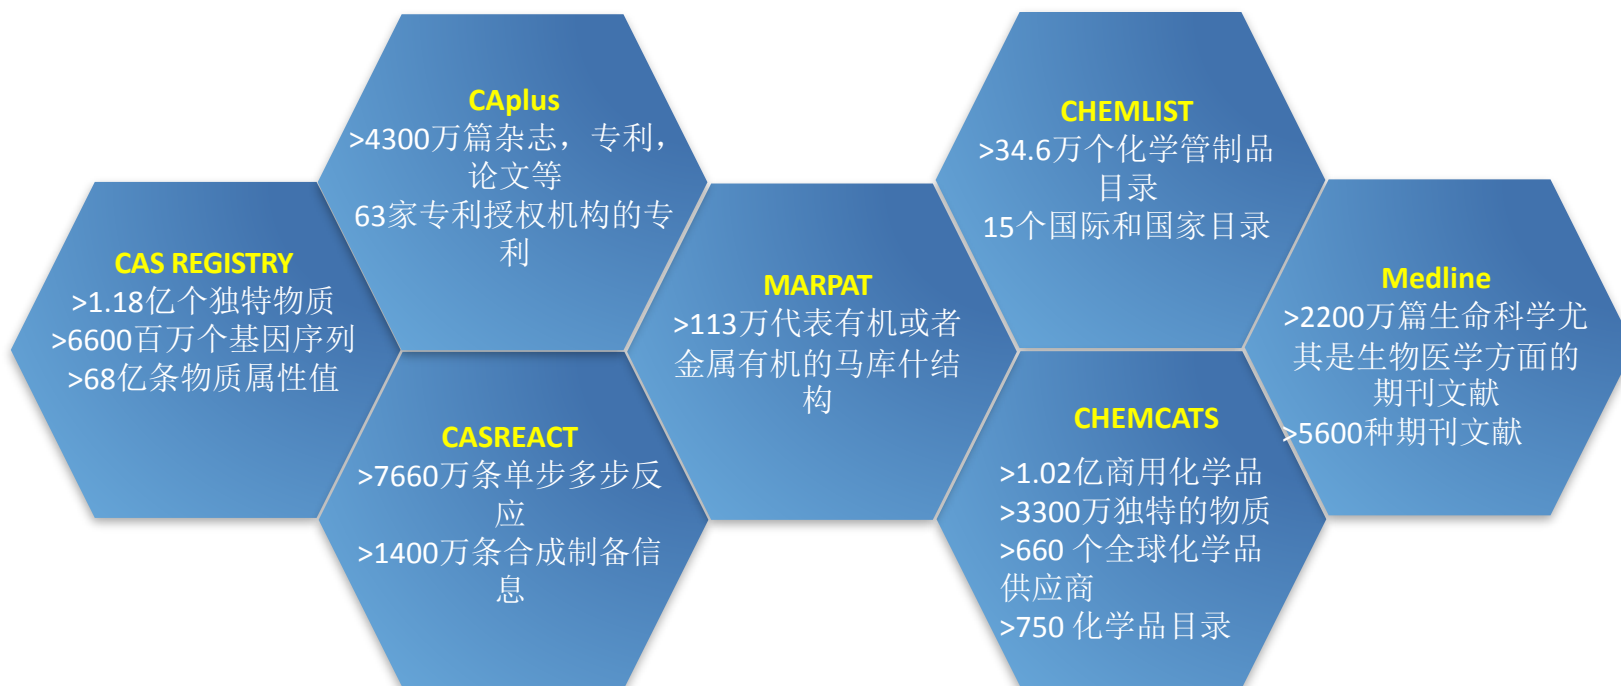 CAS REGISTRY
>1.18亿个独特物质
>6600百万个基因序列
>68亿条物质属性值
CAplus
>4300万篇杂志，专利，
论文等
63家专利授权机构的专
利
CASREACT
>7660万条单步多步反
应
>1400万条合成制备信
息
MARPAT
>113万代表有机或者
金属有机的马库什结
构
CHEMLIST
>34.6万个化学管制品
目录
15个国际和国家目录
CHEMCATS
>1.02亿商用化学品
>3300万独特的物质
>660 个全球化学品
供应商
>750 化学品目录
Medline
>2200万篇生命科学尤
其是生物医学方面的
期刊文献
>5600种期刊文献